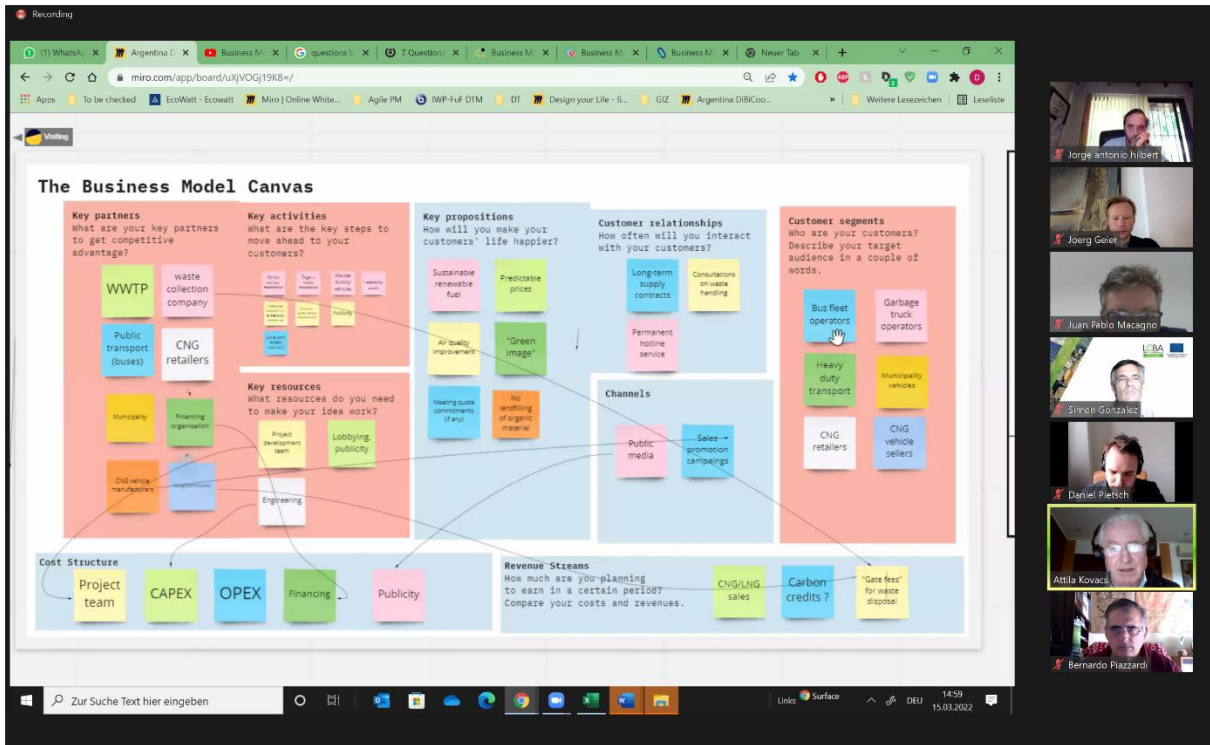 Recording
(1) WhatsA
Argentina D
Business M
questions b
7 Question
Business M
Business M
Business M
Neuer Tab
miro.com/app/board/uXjVOGj19K8=/
Apps
To be checked
EcoWatt - Ecowatt
Miro | Online White...
Agile PM
IWP-FuF DTM
DT
Design your Life - fi...
GIZ
Argentina DiBiCoo...
»
Weitere Lesezeichen
Leseliste
Visiting
The Business Model Canvas
Key partners
What are your key partners
to get competitive
advantage?
WWTP
waste
collection
company
Public
transport
(buses)
CNG
retailers
Municipality
Financing
organisation
CNG vehicle
manufacturers
Key activities
What are the key steps to
move ahead to your
customers?
Publicity
Key resources
What resources do you need
to make your idea work?
Project
development
team
Lobbying,
publicity
Engineering
Key propositions
How will you make your
customers' life happier?
Sustainable
renewable
fuel
Predictable
prices
Air quality
improvement
"Green
image"
Meeting quota
commitments
(if any)
No
landfilling
of organic
material
Customer relationships
How often will you interact
with your customers?
Long-term
supply
contracts
Consultations
on waste
handling
Permanent
hotline
service
Channels
Public
media
Sales
promotion
campaings
Customer segments
Who are your customers?
Describe your target
audience in a couple of
words.
Bus fleet
operators
Garbage
truck
operators
Heavy
duty
transport
Municipality
vehicles
CNG
retailers
CNG
vehicle
sellers
Cost Structure
Project
team
CAPEX
OPEX
Financing
Publicity
Revenue Streams
How much are you planning
to earn in a certain period?
Compare your costs and revenues.
CNG/LNG
sales
Carbon
credits ?
"Gate fees"
for waste
disposal
Jorge antonio hilbert
Joerg Geier
Juan Pablo Macagno
LCBA
Simon Gonzalez
Daniel Pietsch
Attila Kovacs
Bernardo Piazzardi
Zur Suche Text hier eingeben
Links
Surface
DEU
14:59
15.03.2022